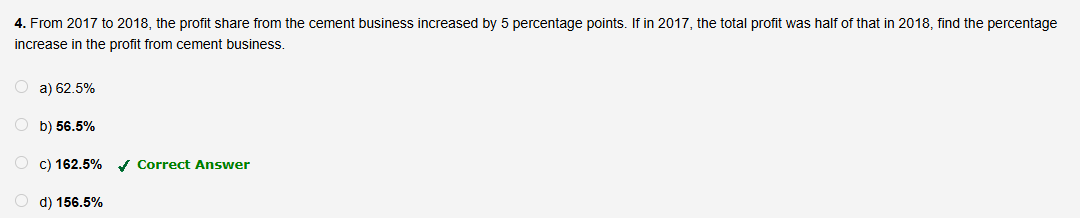 4. From 2017 to 2018, the profit share from the cement business increased by 5 percentage points. If in 2017, the total profit was half of that in 2018, find the percentage
increase in the profit from cement business.
a) 62.5%
b) 56.5%
c) 162.5% ✓ Correct Answer
d) 156.5%